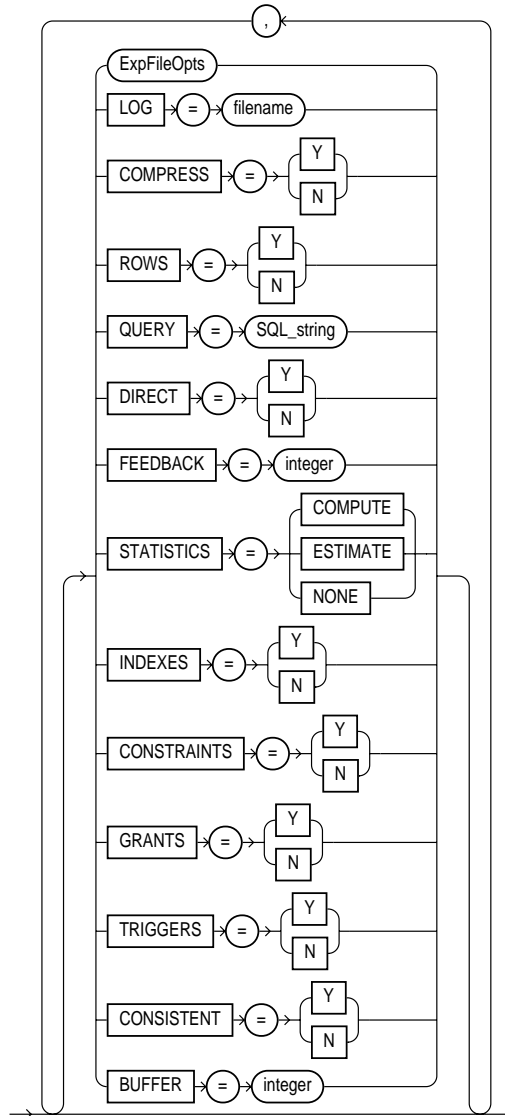 ,
ExpFileOpts
LOG = filename
COMPRESS = Y
N
ROWS = Y
N
QUERY = SQL_string
DIRECT = Y
N
FEEDBACK = integer
COMPUTE
STATISTICS = ESTIMATE
NONE
INDEXES = Y
N
CONSTRAINTS = Y
N
GRANTS = Y
N
TRIGGERS = Y
N
CONSISTENT = Y
N
BUFFER = integer